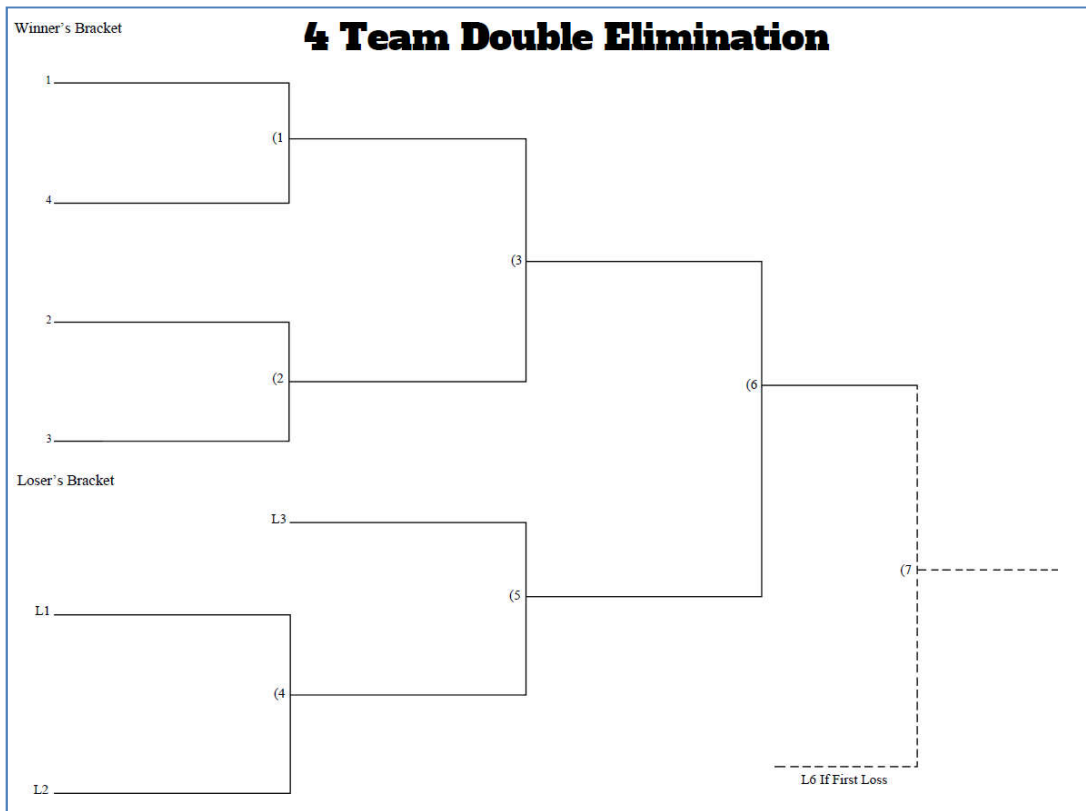 Winner's Bracket
4 Team Double Elimination
1
(1
4
(3
2
(2
(6
3
Loser's Bracket
L3
(7
(5
L1
(4
L6 If First Loss
L2